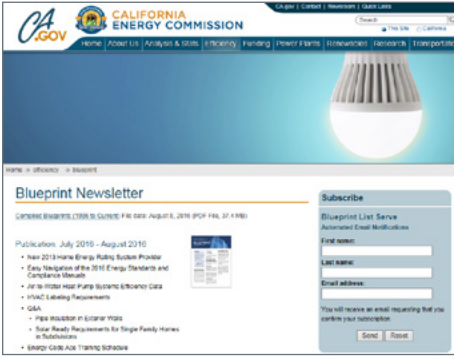 CA.gov | Contact | Newsroom | Quick Links
CA
.GOV
CALIFORNIA
ENERGY COMMISSION
Search
This Site
California
Home About Us Analysis & Stats Efficiency Funding Power Plants Renewables Research Transportatio
Home » efficiency » blueprint
Blueprint Newsletter
Compiled Blueprints (1996 to Current) File date: August 8, 2016 (PDF File, 37.4 MB)
Publication: July 2016 - August 2016
New 2013 Home Energy Rating System Provider
Easy Navigation of the 2016 Energy Standards and
Compliance Manuals
Air-to-Water Heat Pump Systems Efficiency Data
HVAC Labeling Requirements
Q&A
Pipe Insulation in Exterior Walls
Solar Ready Requirements for Single Family Homes
in Subdivisions
Energy Code Ace Training Schedule
Subscribe
Blueprint List Serve
Automated Email Notifications
First name:
Last name:
Email address:
You will receive an email requesting that you
confirm your subscription.
Send Reset